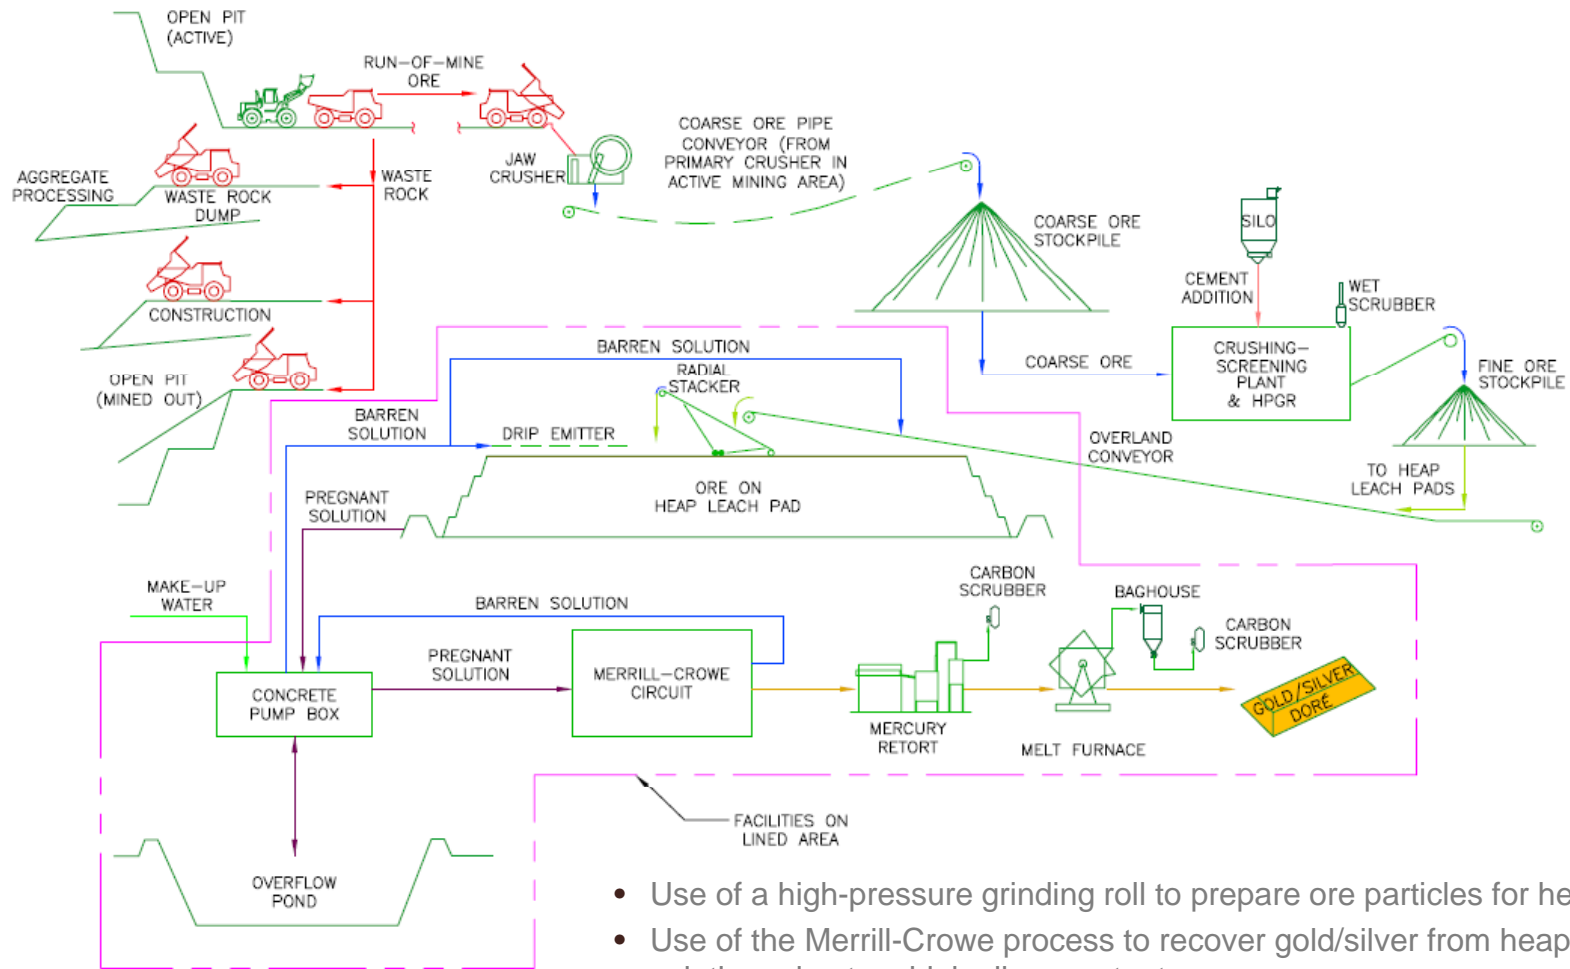 OPEN PIT
(ACTIVE)
RUN-OF-MINE
ORE
COARSE ORE PIPE
CONVEYOR (FROM
PRIMARY CRUSHER IN
ACTIVE MINING AREA)
JAW
CRUSHER
AGGREGATE
PROCESSING
WASTE ROCK
DUMP
WASTE
ROCK
COARSE ORE
STOCKPILE
SILO
CEMENT
ADDITION
WET
SCRUBBER
CONSTRUCTION
BARREN SOLUTION
COARSE ORE
CRUSHING-
SCREENING
PLANT
& HPGR
FINE ORE
STOCKPILE
OPEN PIT
(MINED OUT)
RADIAL
STACKER
BARREN
SOLUTION
DRIP EMITTER
OVERLAND
CONVEYOR
TO HEAP
LEACH PADS
PREGNANT
SOLUTION
ORE ON
HEAP LEACH PAD
MAKE-UP
WATER
BARREN SOLUTION
CARBON
SCRUBBER
BAGHOUSE
CARBON
SCRUBBER
PREGNANT
SOLUTION
MERRILL-CROWE
CIRCUIT
CONCRETE
PUMP BOX
MERCURY
RETORT
MELT FURNACE
GOLD/SILVER
DORÉ
FACILITIES ON
LINED AREA
OVERFLOW
POND
• Use of a high-pressure grinding roll to prepare ore particles for he
• Use of the Merrill-Crowe process to recover gold/silver from heap